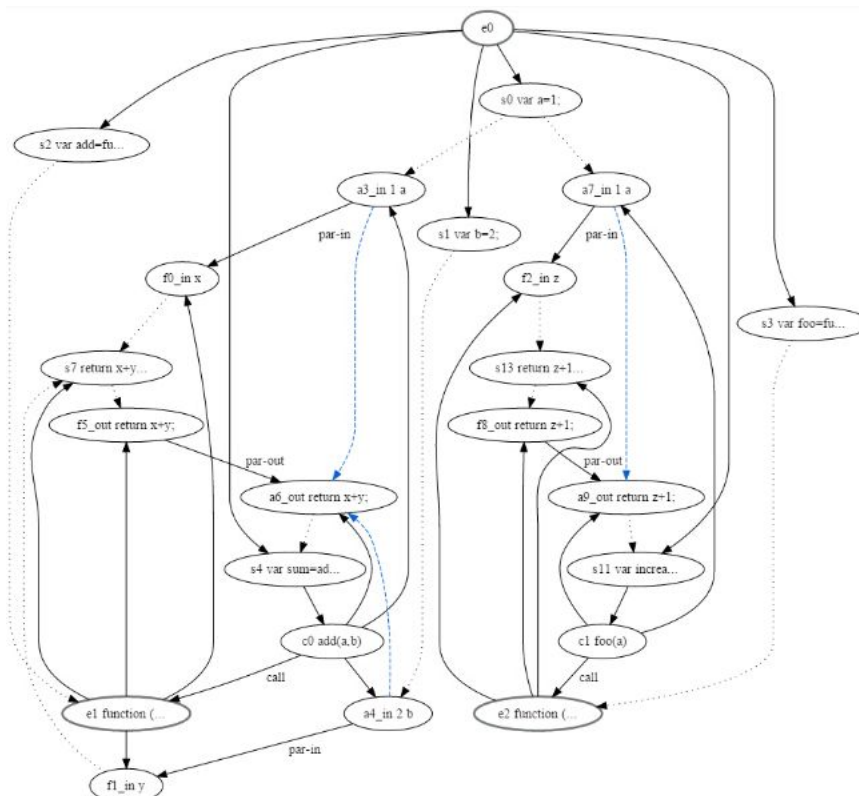 e0
s0 var a=1;
s2 var add=fu...
a3_in 1 a
a7_in 1 a
s1 var b=2;
par-in
par-in
f0_in x
f2_in z
s3 var foo=fu...
s7 return x+y...
s13 return z+1...
f5_out return x+y;
f8_out return z+1;
par-out
par-out
a6_out return x+y;
a9_out return z+1;
s4 var sum=ad...
s11 var increa...
c0 add(a,b)
c1 foo(a)
call
call
e1 function (...
a4_in 2 b
e2 function (...
par-in
f1_in y